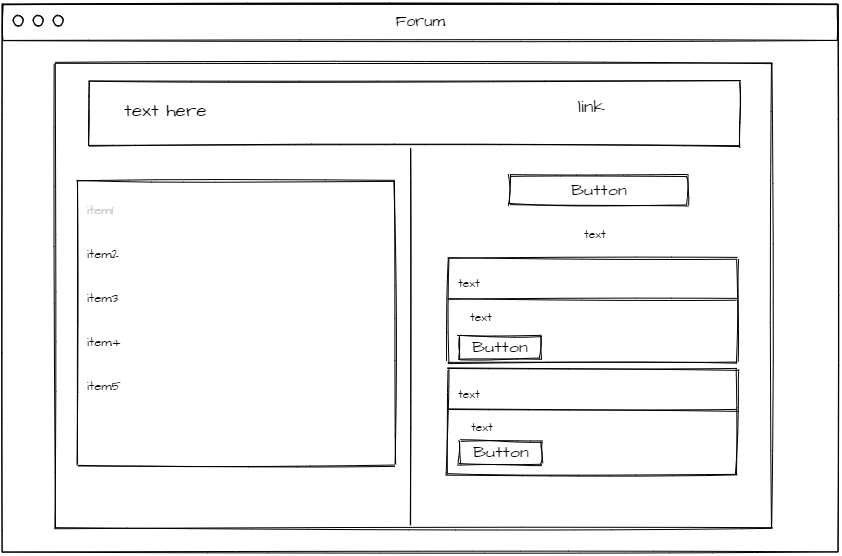 Forum
text here
link
item1
item2
item3
item4
item5
Button
text
text
text
Button
text
text
Button